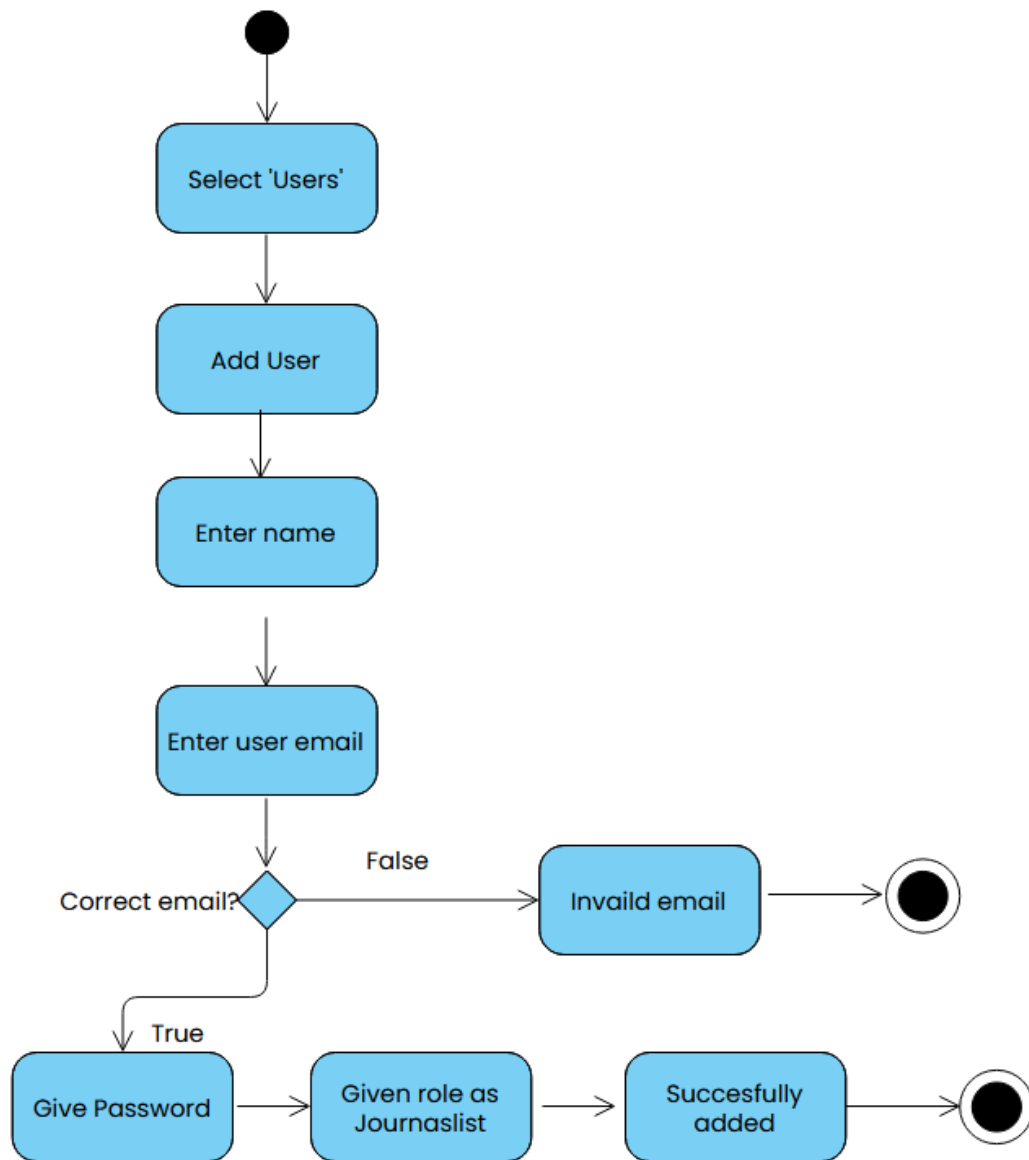 Select 'Users'
Add User
Enter name
Enter user email
False
Correct email?
Invaild email
True
Give Password
Given role as
Journaslist
Succesfully
added